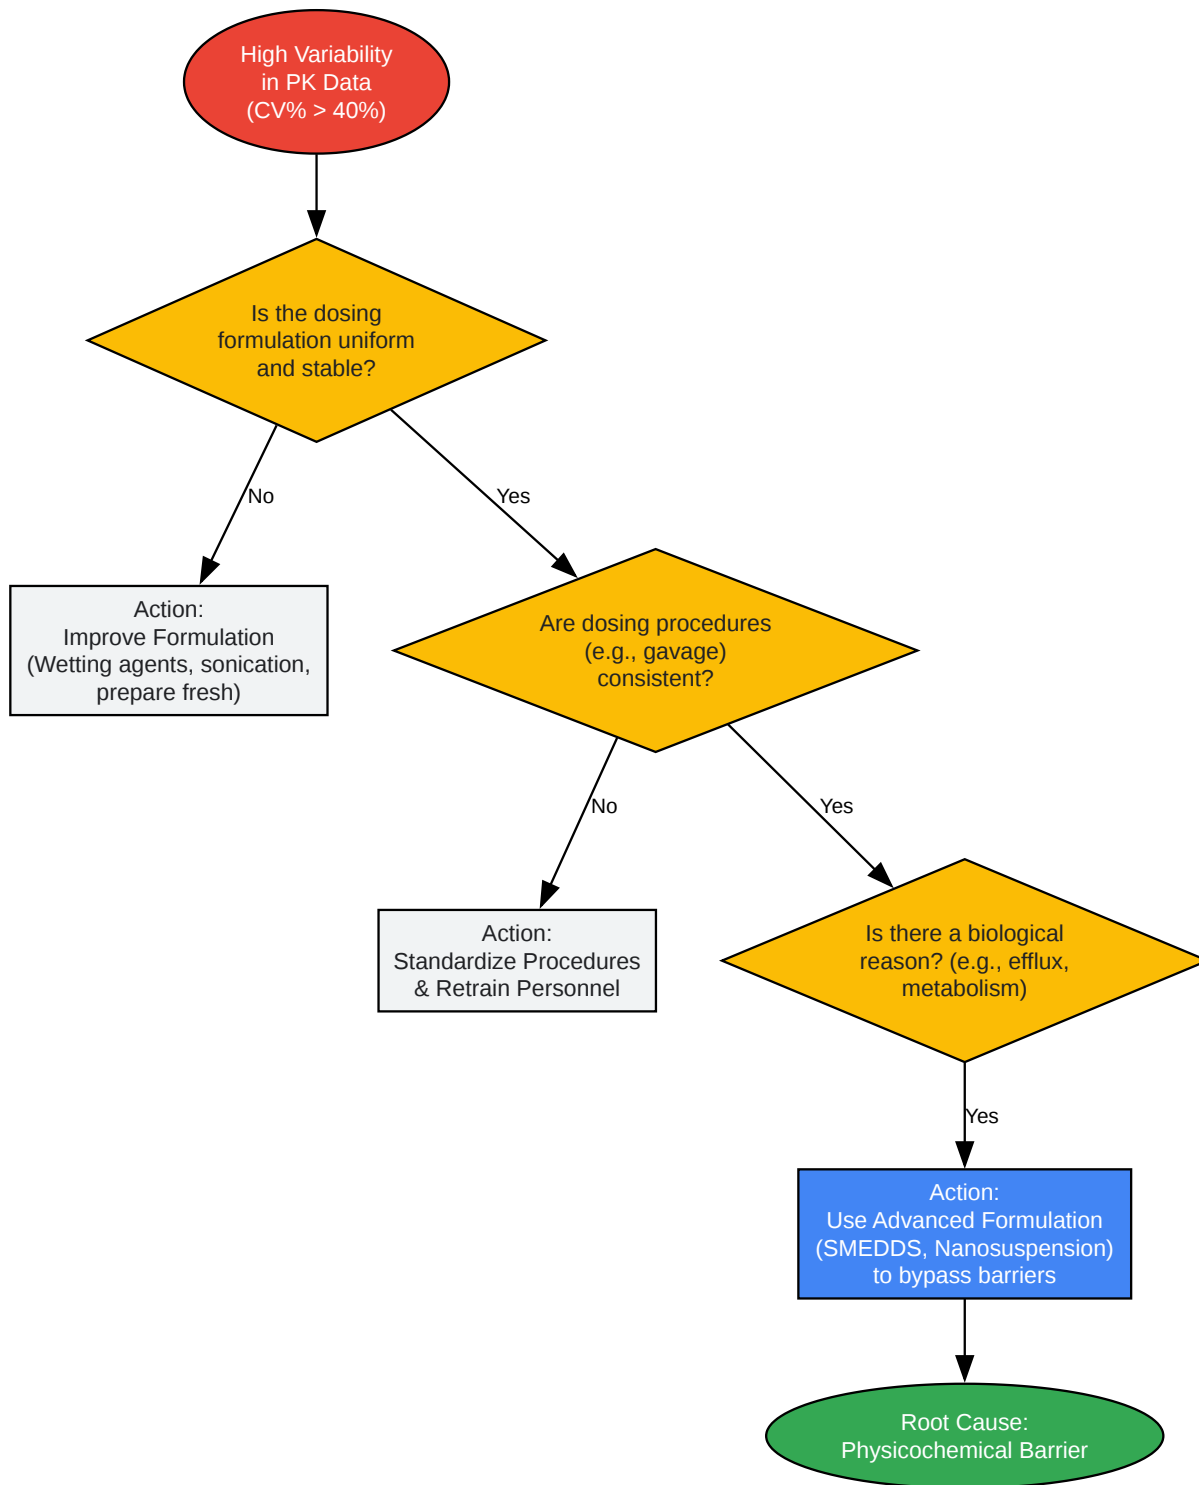 High Variability
in PK Data
(CV% > 40%)
Is the dosing
formulation uniform
and stable?
No
Yes
Action:
Improve Formulation
(Wetting agents, sonication,
prepare fresh)
Are dosing procedures
(e.g., gavage)
consistent?
No
Yes
Action:
Standardize Procedures
& Retrain Personnel
Is there a biological
reason? (e.g., efflux,
metabolism)
Yes
Action:
Use Advanced Formulation
(SMEDDS, Nanosuspension)
to bypass barriers
Root Cause:
Physicochemical Barrier